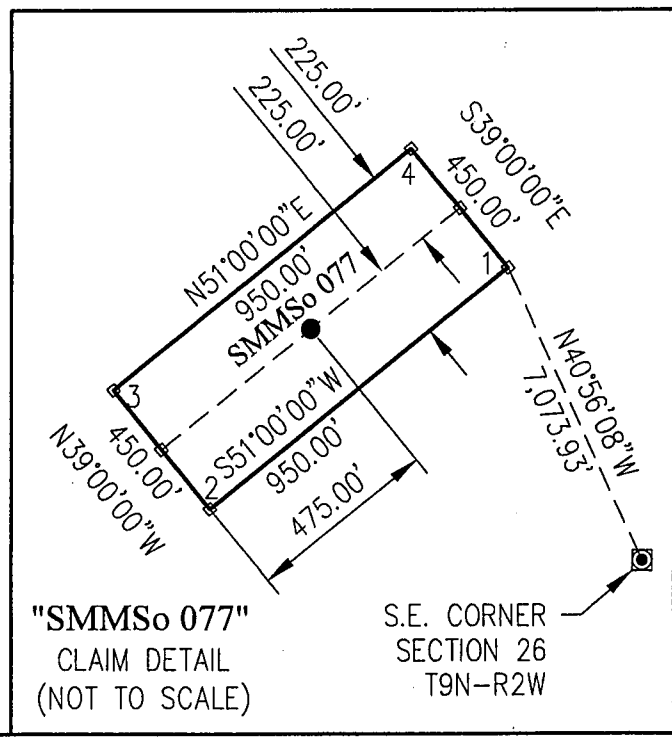 225.00'
225.00'
S39°00'00"E
450.00'
4
1
N51°00'00"E
950.00'
SMMSo 077
S51°00'00"W
950.00'
475.00'
3
N39°00'00"W
450.00'
2
N40°56'08"W
7,073.93'
"SMMSo 077"
CLAIM DETAIL
(NOT TO SCALE)
S.E. CORNER
SECTION 26
T9N-R2W